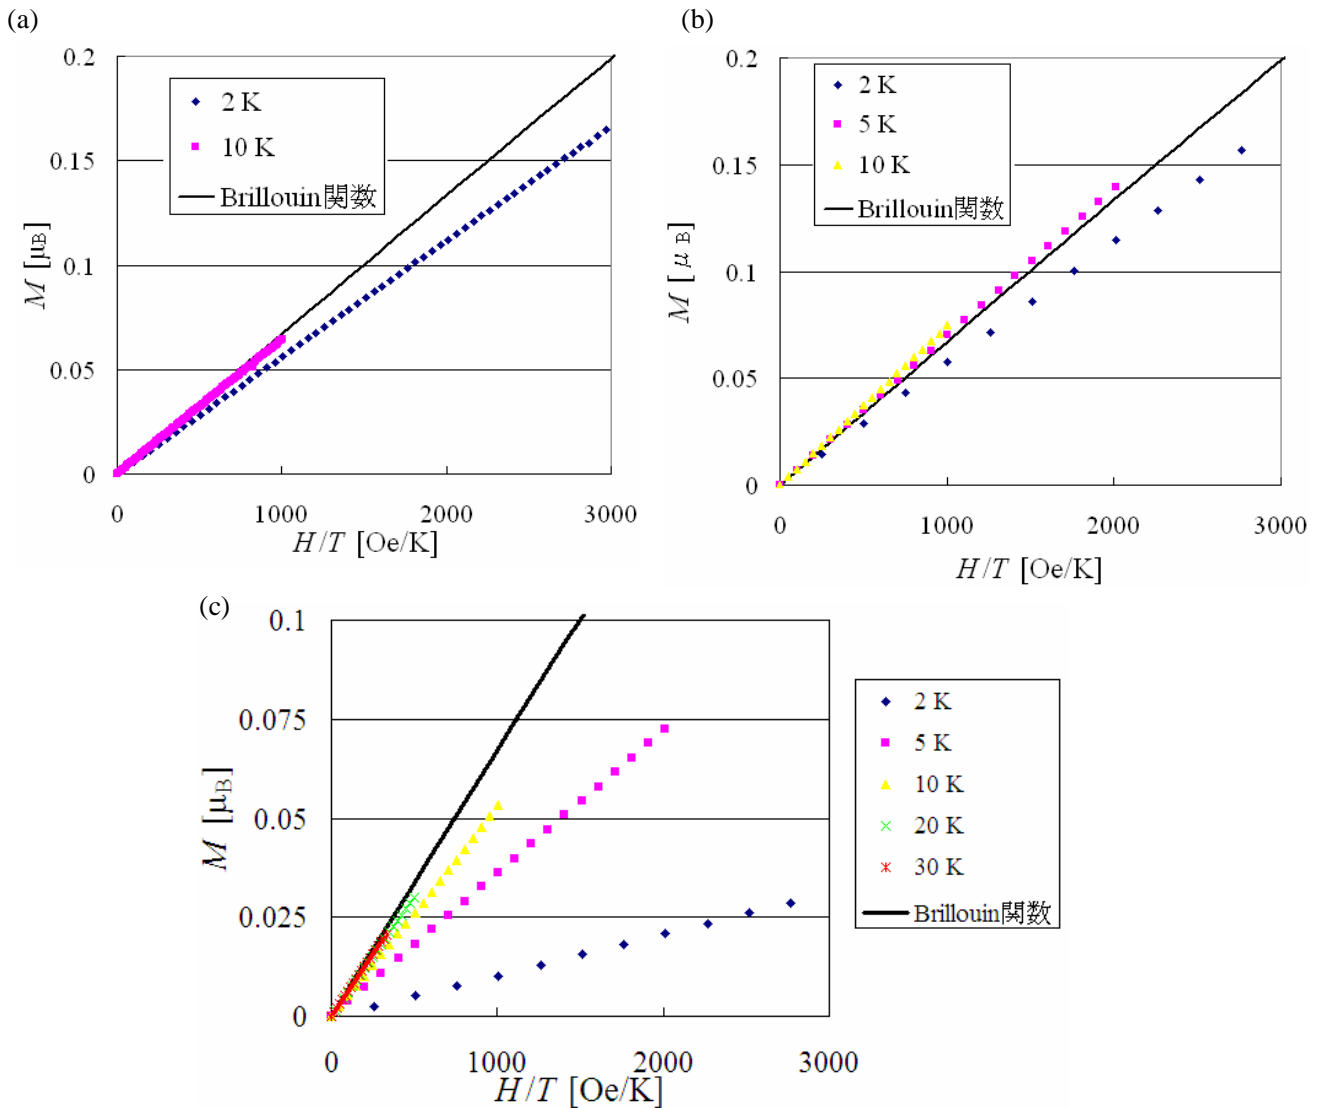 (a)
0.2
0.15
0.1
0.05
0
M [μB]
2 K
10 K
Brillouin関数
0
1000
2000
3000
H/T [Oe/K]
(b)
0.2
0.15
0.1
0.05
0
M [μB]
2 K
5 K
10 K
Brillouin関数
0
1000
2000
3000
H/T [Oe/K]
(c)
0.1
0.075
0.05
0.025
0
M [μB]
0
1000
2000
3000
H/T [Oe/K]
2 K
5 K
10 K
20 K
30 K
Brillouin関数